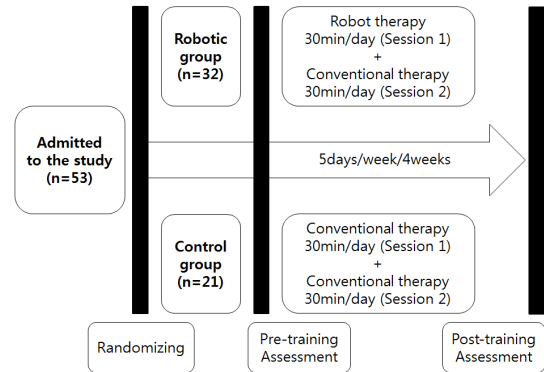 Admitted
to the study
(n=53)
Robotic
group
(n=32)
Robot therapy
30min/day (Session 1)
+
Conventional therapy
30min/day (Session 2)
5days/week/4weeks
Control
group
(n=21)
Conventional therapy
30min/day (Session 1)
+
Conventional therapy
30min/day (Session 2)
Randomizing
Pre-training
Assessment
Post-training
Assessment